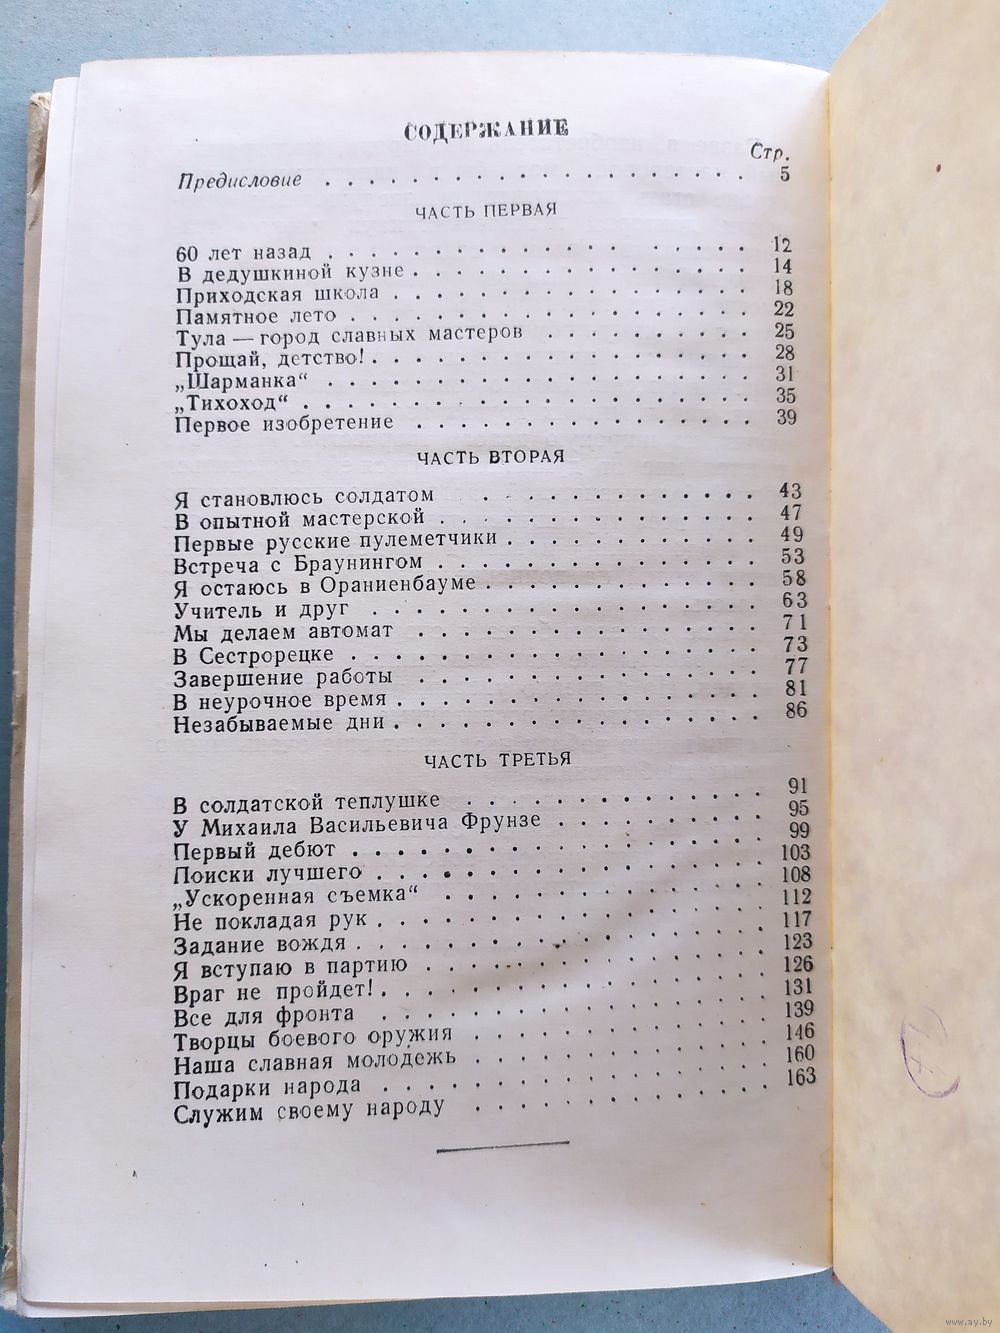 СОДЕРЖАНИЕ
Стр.
Предисловие . . . . . . . . . . . . . . . . . . . . 5
ЧАСТЬ ПЕРВАЯ
60 лет назад . . . . . . . . . . . . . . . . . . . . 12
В дедушкиной кузне . . . . . . . . . . . . . . . . 14
Приходская школа . . . . . . . . . . . . . . . . . 18
Памятное лето . . . . . . . . . . . . . . . . . . . 22
Тула — город славных мастеров . . . . . . . . . . 25
Прощай, детство! . . . . . . . . . . . . . . . . . . 28
„Шарманка“ . . . . . . . . . . . . . . . . . . . . 31
„Тихоход“ . . . . . . . . . . . . . . . . . . . . . 35
Первое изобретение . . . . . . . . . . . . . . . . 39
ЧАСТЬ ВТОРАЯ
Я становлюсь солдатом . . . . . . . . . . . . . 43
В опытной мастерской . . . . . . . . . . . . . . . 47
Первые русские пулеметчики . . . . . . . . . . . . 49
Встреча с Браунингом . . . . . . . . . . . . . . . 53
Я остаюсь в Ораниенбауме . . . . . . . . . . . . . 58
Учитель и друг . . . . . . . . . . . . . . . . . . 63
Мы делаем автомат . . . . . . . . . . . . . . . . 71
В Сестрорецке . . . . . . . . . . . . . . . . . . . 73
Завершение работы . . . . . . . . . . . . . . . . 77
В неурочное время . . . . . . . . . . . . . . . . . 81
Незабываемые дни . . . . . . . . . . . . . . . . . 86
ЧАСТЬ ТРЕТЬЯ
В солдатской теплушке . . . . . . . . . . . . . . 91
У Михаила Васильевича Фрунзе . . . . . . . . . . 95
Первый дебют . . . . . . . . . . . . . . . . . . . 99
Поиски лучшего . . . . . . . . . . . . . . . . . . 103
„Ускоренная съемка“ . . . . . . . . . . . . . . . 108
Не покладая рук . . . . . . . . . . . . . . . . . . 112
Задание вождя . . . . . . . . . . . . . . . . . . . 117
Я вступаю в партию . . . . . . . . . . . . . . . . 123
Враг не пройдет! . . . . . . . . . . . . . . . . . . 126
Все для фронта . . . . . . . . . . . . . . . . . . 131
Творцы боевого оружия . . . . . . . . . . . . . . 139
Наша славная молодежь . . . . . . . . . . . . . . 146
Подарки народа . . . . . . . . . . . . . . . . . . 160
Служим своему народу . . . . . . . . . . . . . . 163
www.ay.by